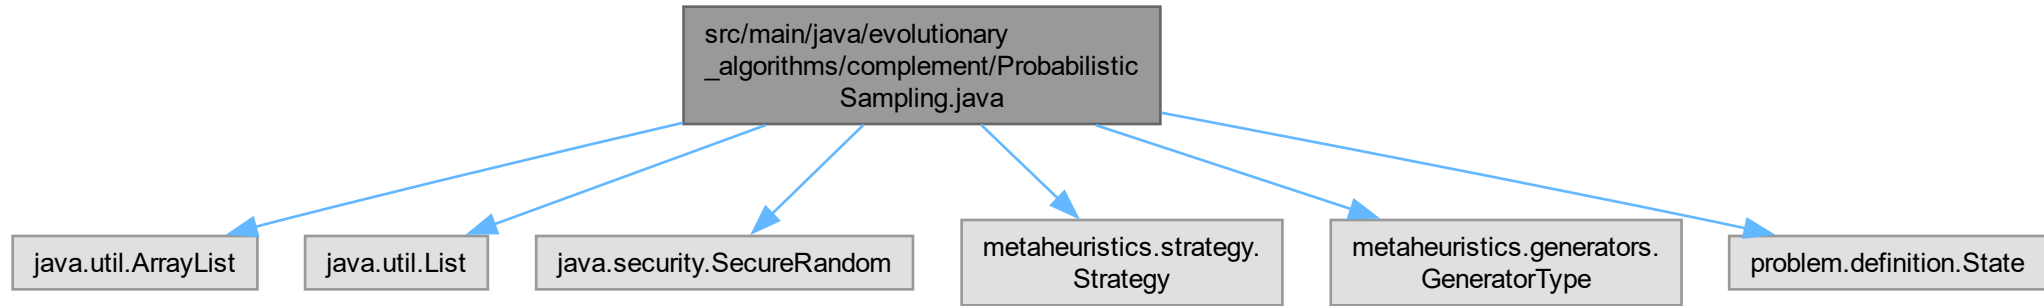 src/main/java/evolutionary
_algorithms/complement/Probabilistic
Sampling.java
java.util.ArrayList
java.util.List
java.security.SecureRandom
metaheuristics.strategy.
Strategy
metaheuristics.generators.
GeneratorType
problem.definition.State